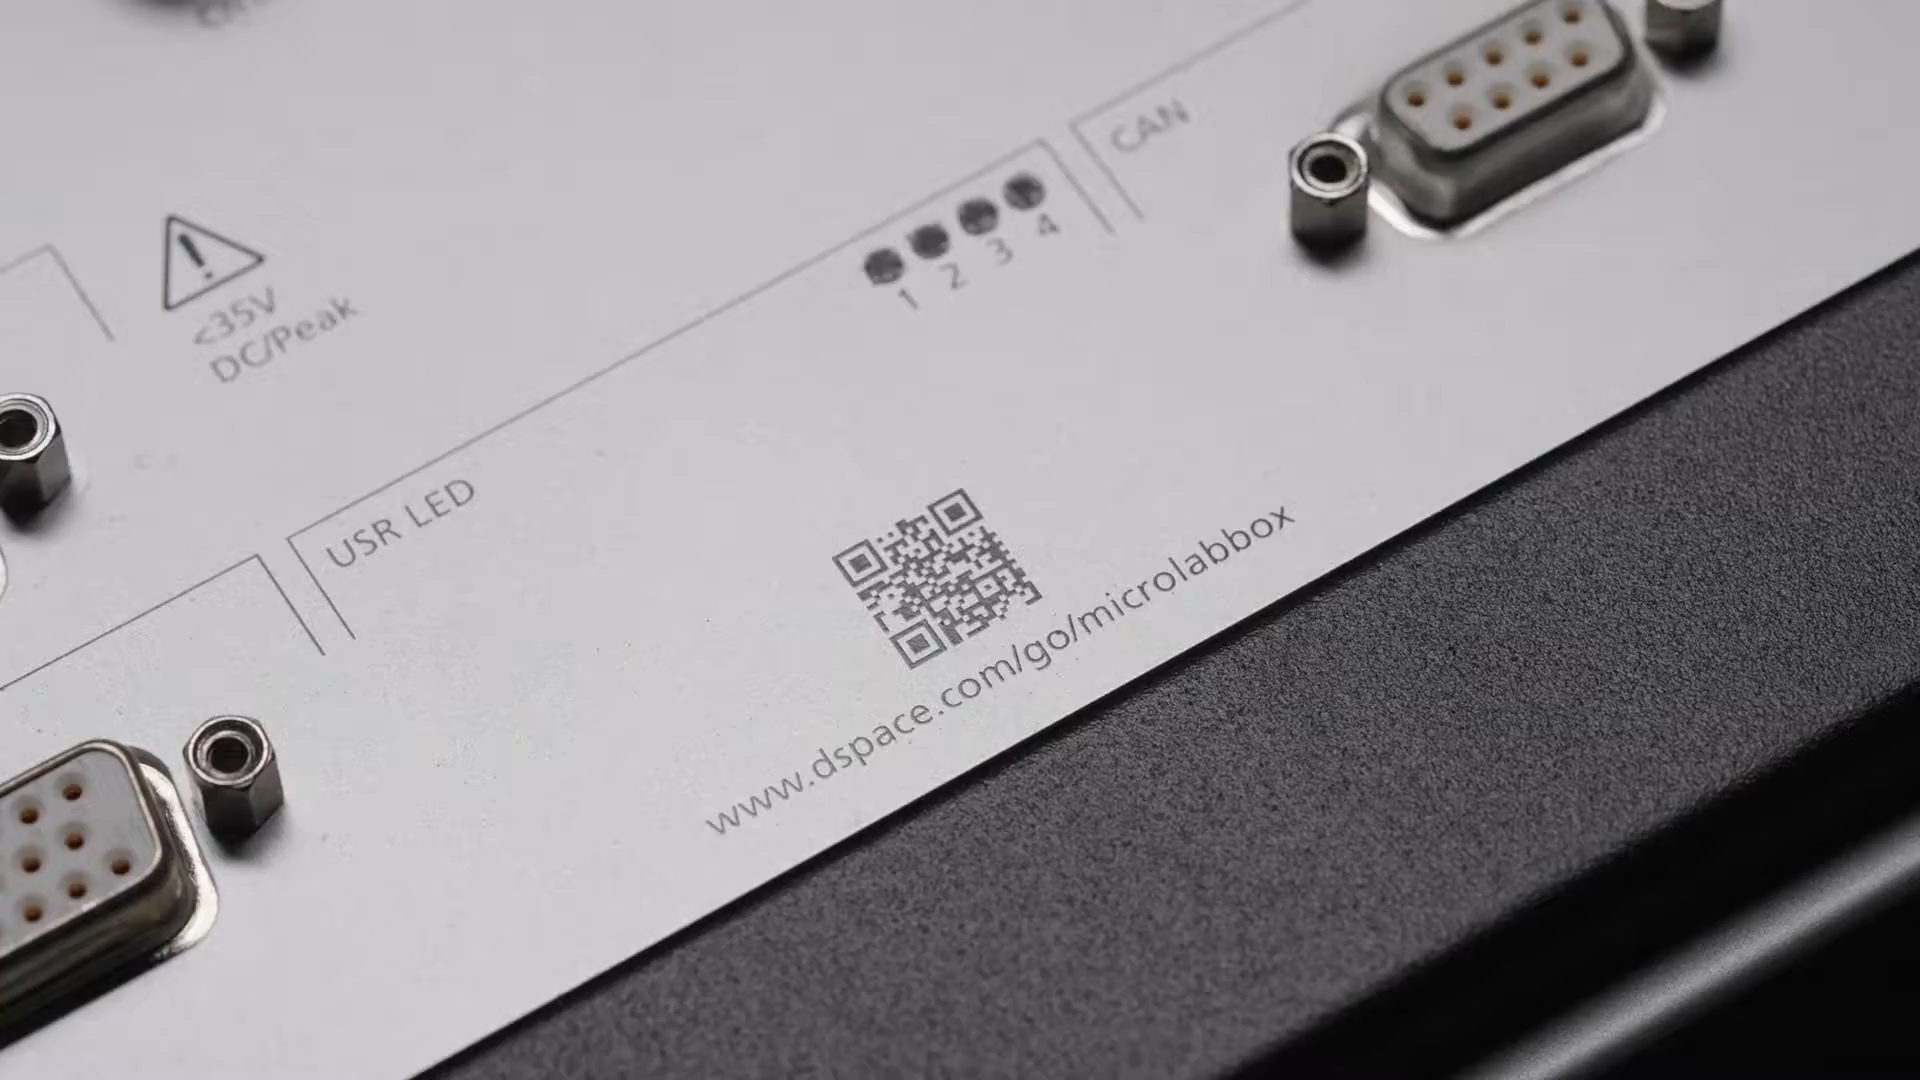 <35V
DC/Peak
USR LED
1 2 3 4
CAN
www.dspace.com/go/microlabbox